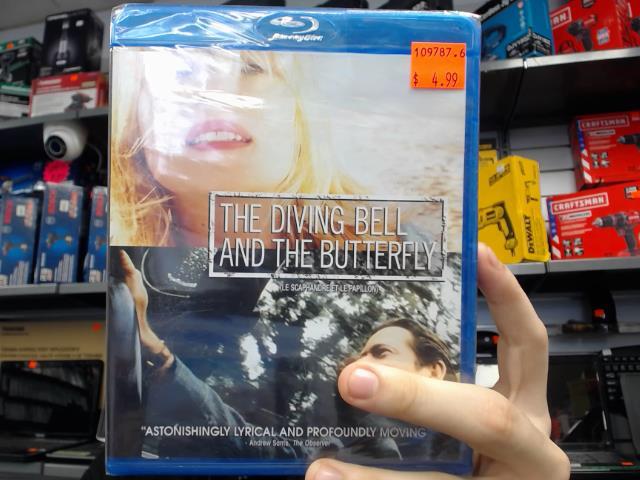 Blu-ray Disc
109787.6
$ 4.99
THE DIVING BELL
AND THE BUTTERFLY
(LE SCAPHANDRE ET LE PAPILLON)
"ASTONISHINGLY LYRICAL AND PROFOUNDLY MOVING
Andrew Sarris, The Observer
CRAFTSMAN
CRAFTSMAN
DEWALT